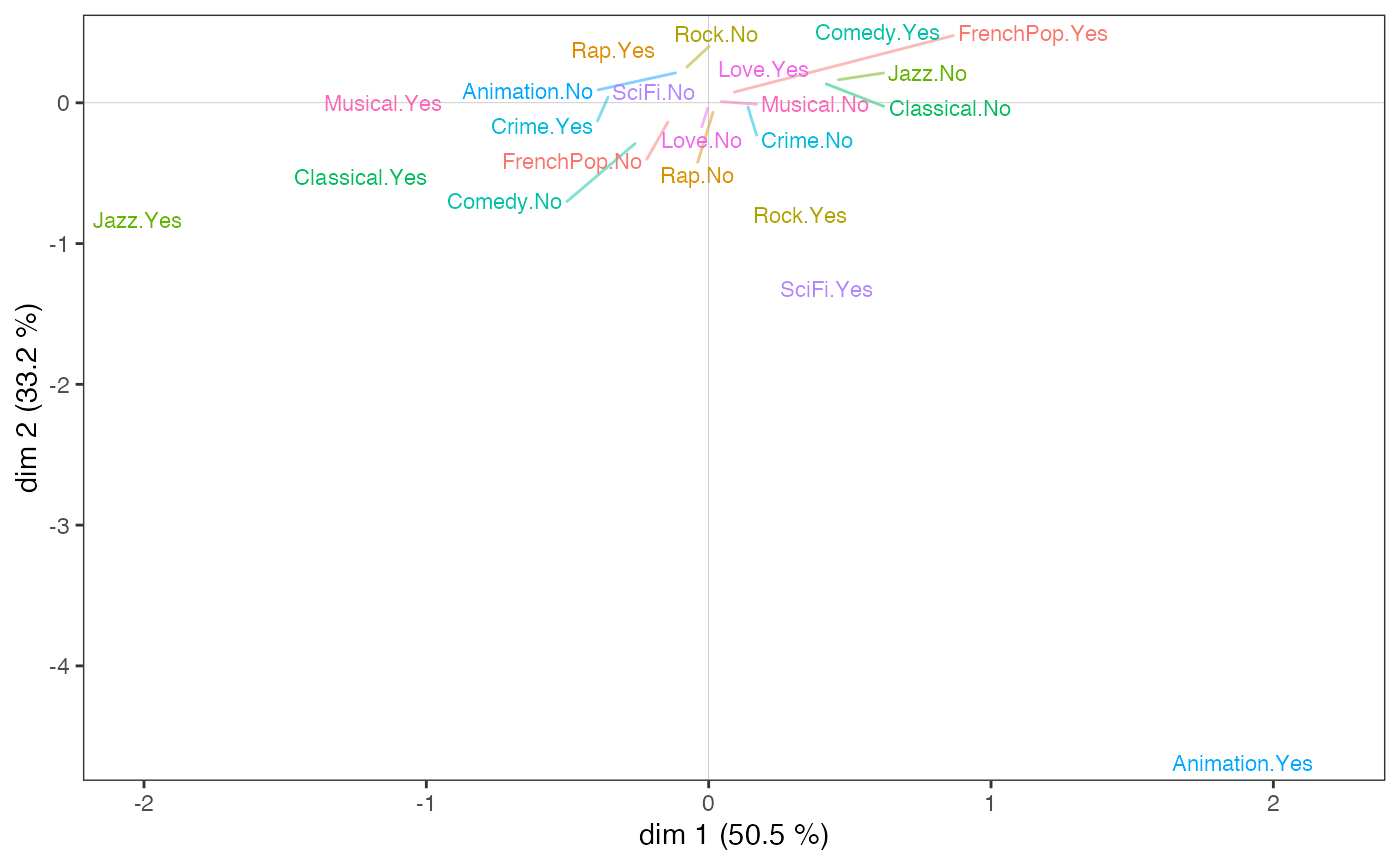 Rock.No
Comedy.Yes
FrenchPop.Yes
Rap.Yes
Love.Yes
Jazz.No
Animation.No
SciFi.No
Musical.Yes
Musical.No
Classical.No
Crime.Yes
Love.No
Crime.No
FrenchPop.No
Rap.No
Classical.Yes
Comedy.No
Jazz.Yes
Rock.Yes
SciFi.Yes
Animation.Yes
0
-1
-2
-3
-4
dim 2 (33.2 %)
-2
-1
0
1
2
dim 1 (50.5 %)